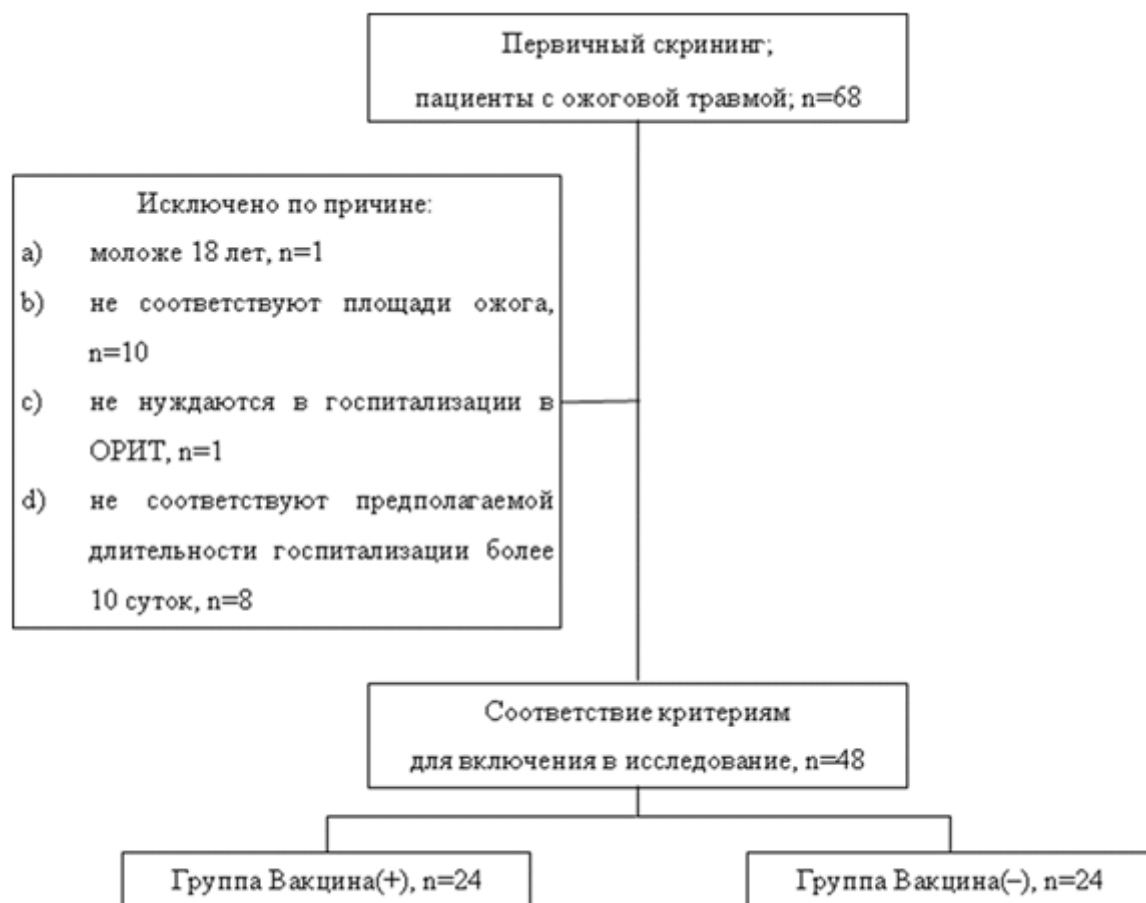 Первичный скрининг;
пациенты с ожоговой травмой; n=68
Исключено по причине:
a) моложе 18 лет, n=1
b) не соответствуют площади ожога,
n=10
c) не нуждаются в госпитализации в
ОРИТ, n=1
d) не соответствуют предполагаемой
длительности госпитализации более
10 суток, n=8
Соответствие критериям
для включения в исследование, n=48
Группа Вакцина(+), n=24
Группа Вакцина(–), n=24